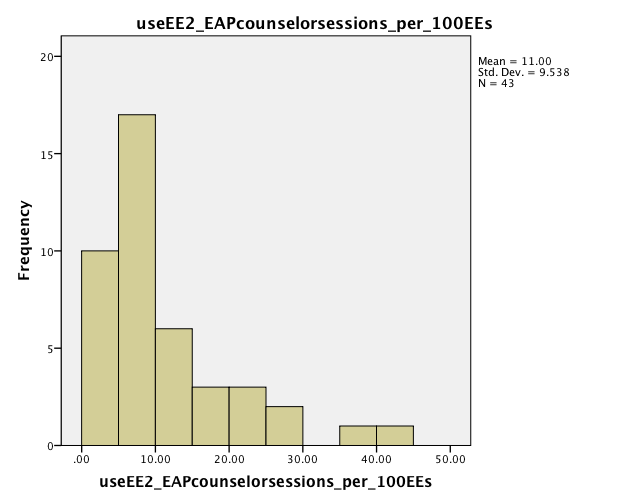 useEE2_EAPcounselorsessions_per_100EEs
Mean = 11.00
Std. Dev. = 9.538
N = 43
Frequency
20
15
10
5
0
.00 10.00 20.00 30.00 40.00 50.00
useEE2_EAPcounselorsessions_per_100EEs